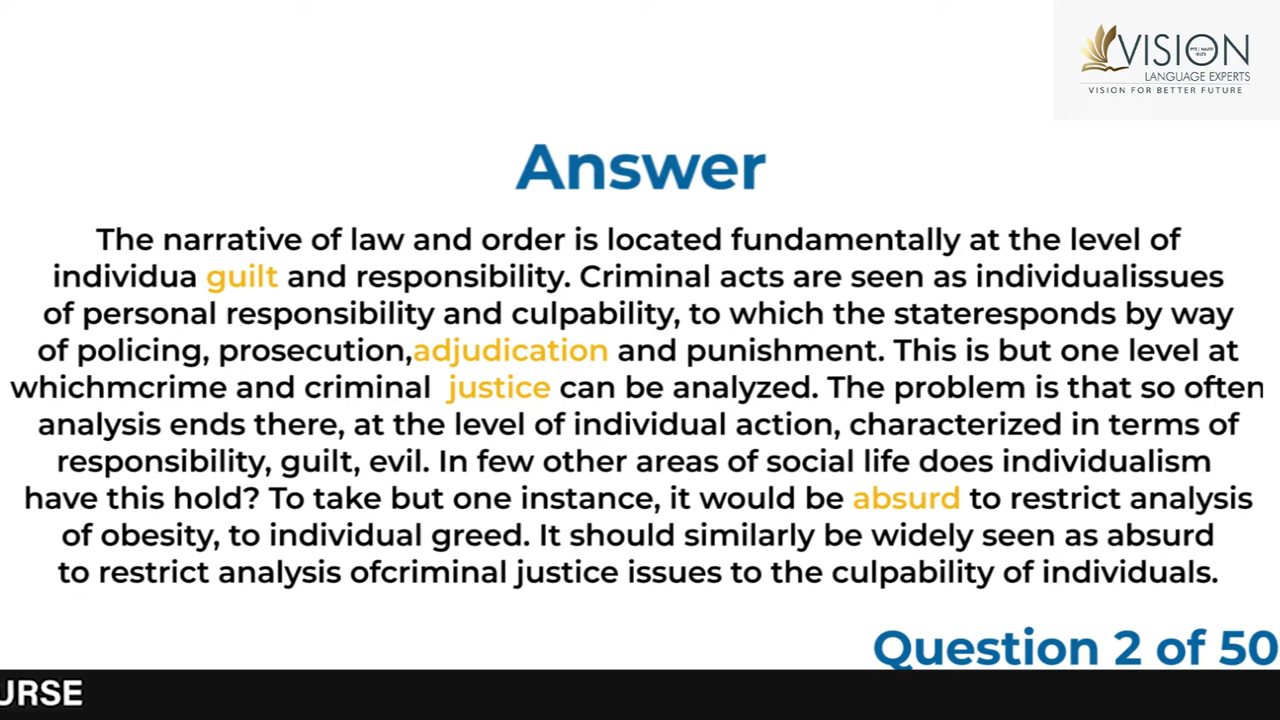 VISION
LANGUAGE EXPERTS
VISION FOR BETTER FUTURE
Answer
The narrative of law and order is located fundamentally at the level of
individua guilt and responsibility. Criminal acts are seen as individualissues
of personal responsibility and culpability, to which the stateresponds by way
of policing, prosecution,adjudication and punishment. This is but one level at
whichmcrime and criminal justice can be analyzed. The problem is that so often
analysis ends there, at the level of individual action, characterized in terms of
responsibility, guilt, evil. In few other areas of social life does individualism
have this hold? To take but one instance, it would be absurd to restrict analysis
of obesity, to individual greed. It should similarly be widely seen as absurd
to restrict analysis ofcriminal justice issues to the culpability of individuals.
Question 2 of 50
URSE